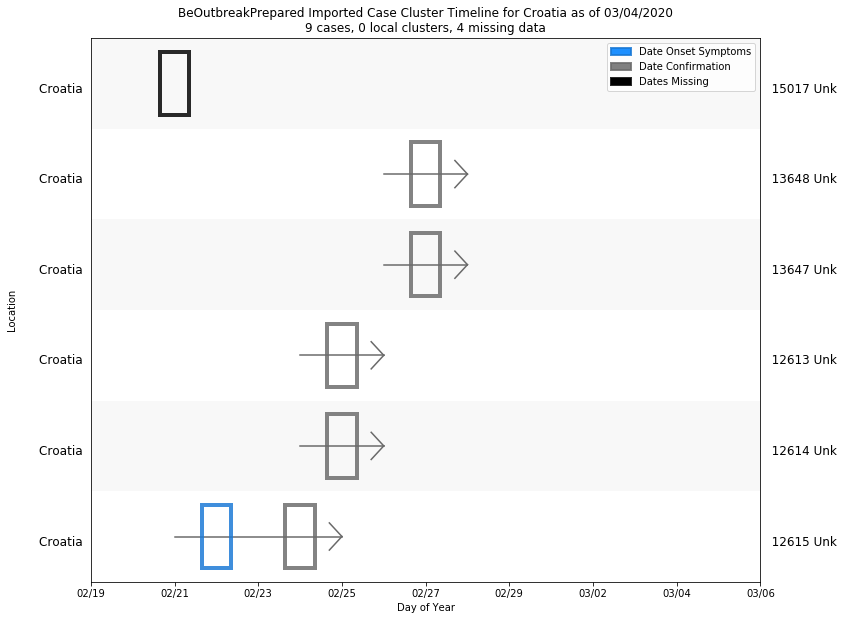 BeOutbreakPrepared Imported Case Cluster Timeline for Croatia as of 03/04/2020
9 cases, 0 local clusters, 4 missing data
Date Onset Symptoms
Date Confirmation
Dates Missing
Croatia 15017 Unk
Croatia 13648 Unk
Croatia 13647 Unk
Croatia 12613 Unk
Croatia 12614 Unk
Croatia 12615 Unk
Location
02/19 02/21 02/23 02/25 02/27 02/29 03/02 03/04 03/06
Day of Year